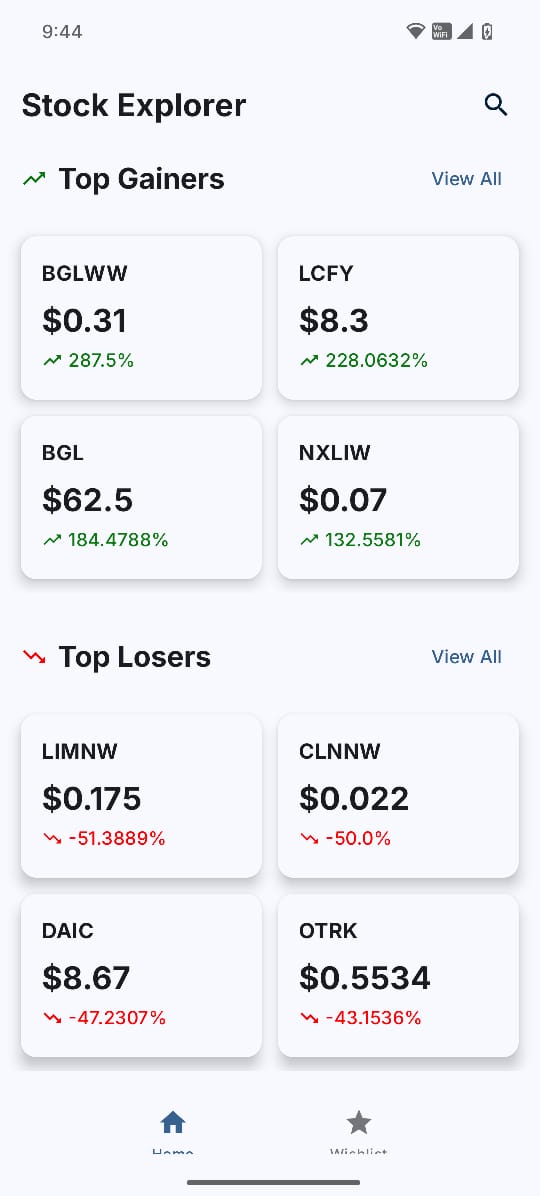 9:44
Vo
WiFi
Stock Explorer
Top Gainers
View All
BGLWW
$0.31
287.5%
LCFY
$8.3
228.0632%
BGL
$62.5
184.4788%
NXLIW
$0.07
132.5581%
Top Losers
View All
LIMNW
$0.175
-51.3889%
CLNNW
$0.022
-50.0%
DAIC
$8.67
-47.2307%
OTRK
$0.5534
-43.1536%
Home
Wishlist